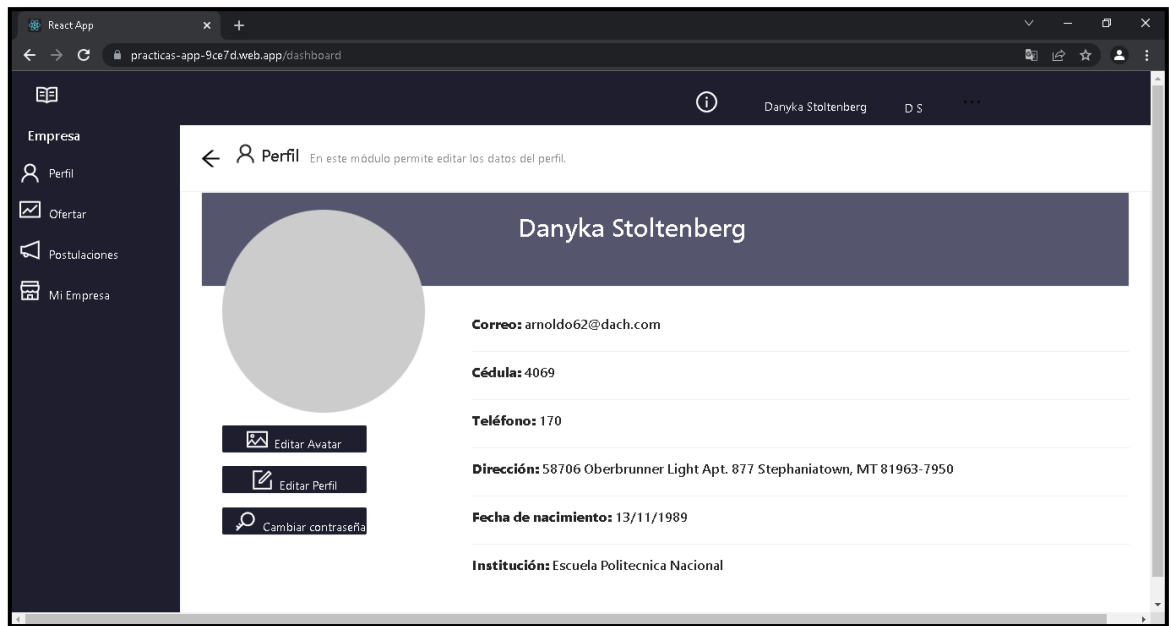 React App
practicas-app-9ce7d.web.app/dashboard
Danyka Stoltenberg D S ...
Empresa
Perfil
Ofertar
Postulaciones
Mi Empresa
Perfil En este módulo permite editar los datos del perfil.
Danyka Stoltenberg
Editar Avatar
Editar Perfil
Cambiar contraseña
Correo: arnoldo62@dach.com
Cédula: 4069
Teléfono: 170
Dirección: 58706 Oberbrunner Light Apt. 877 Stephaniatown, MT 81963-7950
Fecha de nacimiento: 13/11/1989
Institución: Escuela Politecnica Nacional